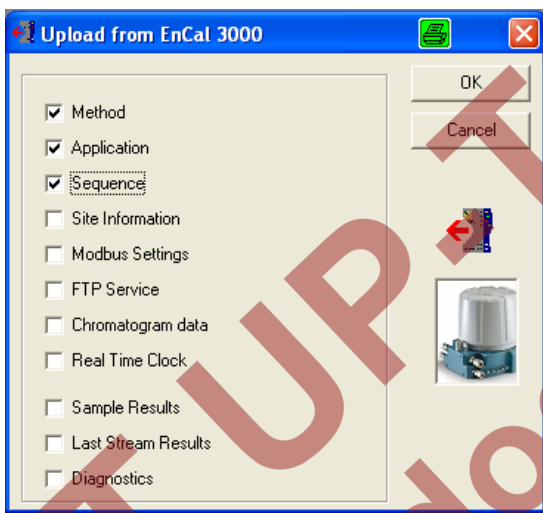 Upload from EnCal 3000
OK
Cancel
Method
Application
Sequence
Site Information
Modbus Settings
FTP Service
Chromatogram data
Real Time Clock
Sample Results
Last Stream Results
Diagnostics
T UP-T
do